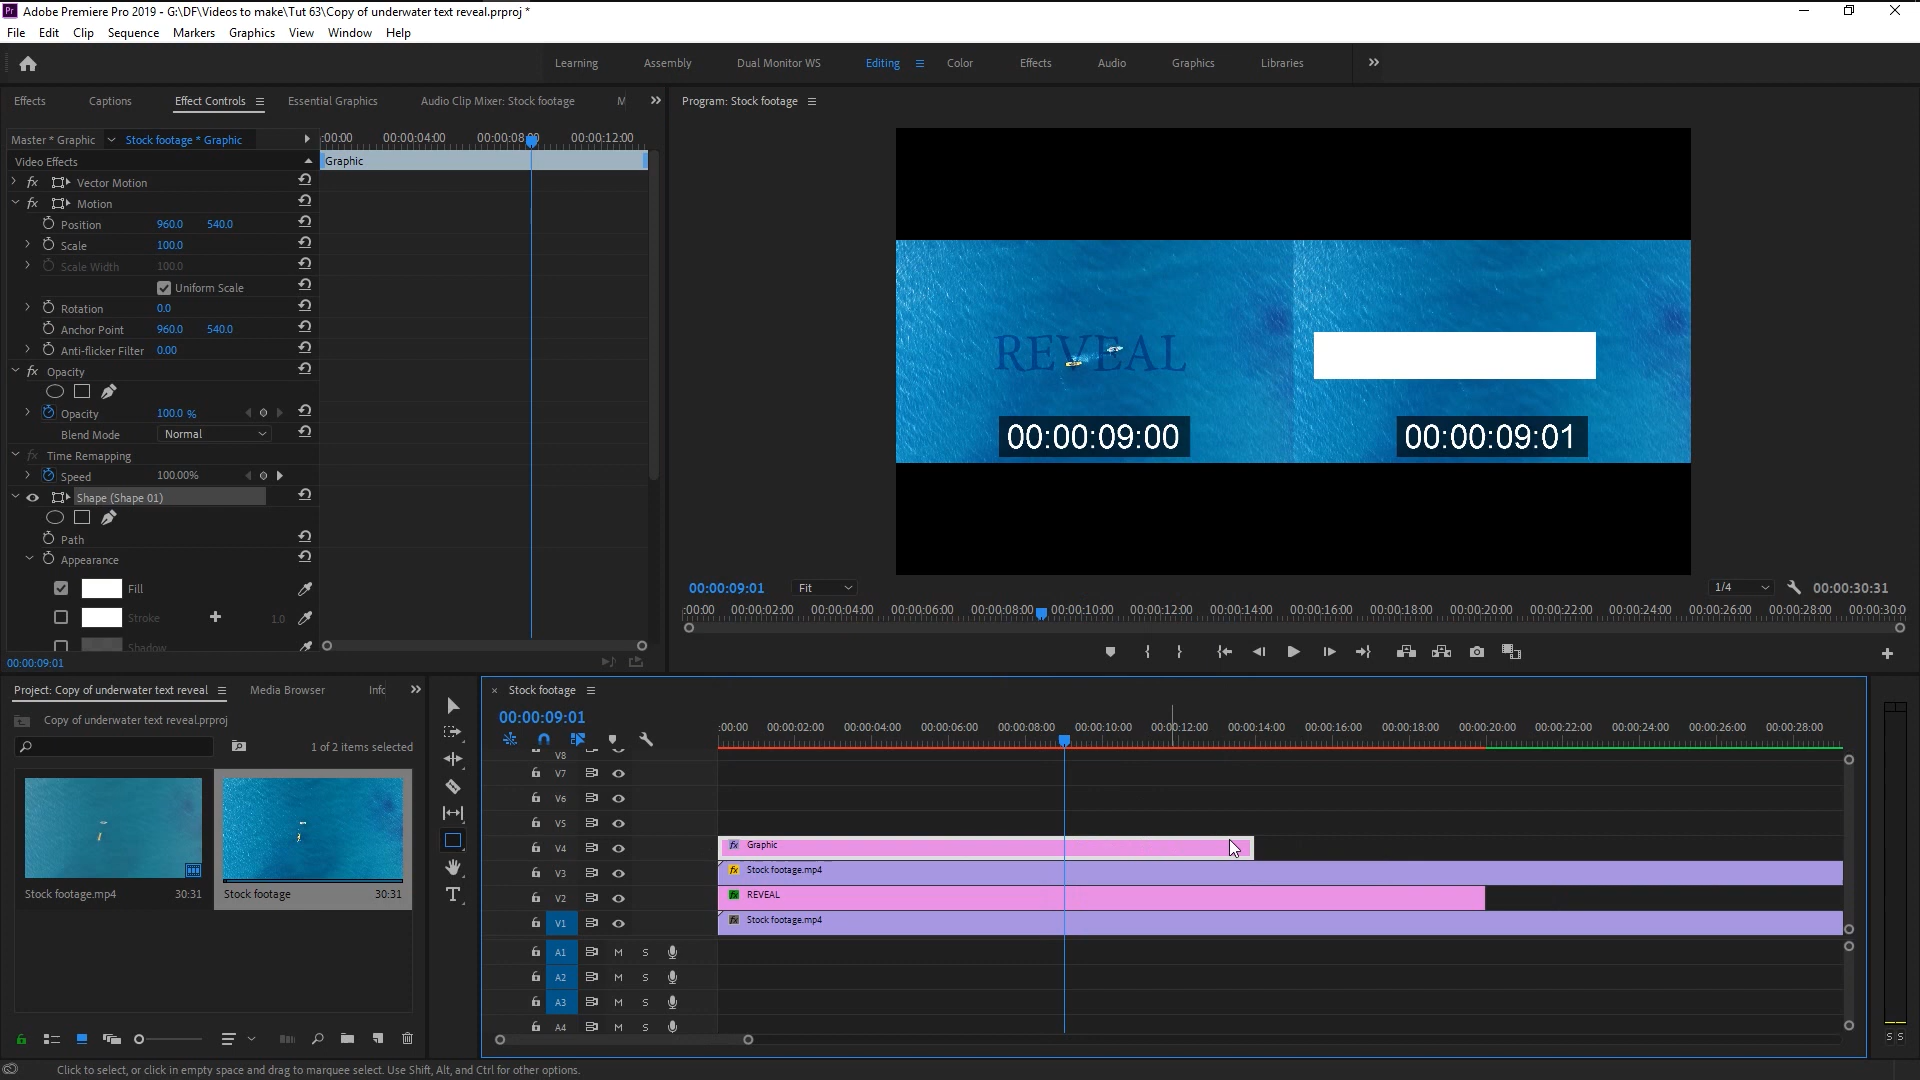 Adobe Premiere Pro 2019 - G:\DF\Videos to make\Tut 63\Copy of underwater text reveal.prproj *
File Edit Clip Sequence Markers Graphics View Window Help
Learning Assembly Dual Monitor WS Editing Color Effects Audio Graphics Libraries
Effects Captions Effect Controls Essential Graphics Audio Clip Mixer: Stock footage M
Master * Graphic Stock footage * Graphic
:00:00 00:00:04:00 00:00:08:00 00:00:12:00
Video Effects
Graphic
fx Vector Motion
fx Motion
Position 960.0 540.0
Scale 100.0
Scale Width 100.0
Uniform Scale
Rotation 0.0
Anchor Point 960.0 540.0
Anti-flicker Filter 0.00
fx Opacity
Opacity 100.0 %
Blend Mode Normal
fx Time Remapping
Speed 100.00%
Shape (Shape 01)
Path
Appearance
Fill
Stroke 1.0
Shadow
00:00:09:01
Program: Stock footage
REVEAL
00:00:09:00
00:00:09:01
00:00:09:01 Fit 1/4 00:00:30:31
:00:00 00:00:02:00 00:00:04:00 00:00:06:00 00:00:08:00 00:00:10:00 00:00:12:00 00:00:14:00 00:00:16:00 00:00:18:00 00:00:20:00 00:00:22:00 00:00:24:00 00:00:26:00 00:00:28:00 00:00:30:0
Project: Copy of underwater text reveal Media Browser Info
Copy of underwater text reveal.prproj
1 of 2 items selected
Stock footage.mp4 30:31
Stock footage 30:31
Stock footage
00:00:09:01
:00:00 00:00:02:00 00:00:04:00 00:00:06:00 00:00:08:00 00:00:10:00 00:00:12:00 00:00:14:00 00:00:16:00 00:00:18:00 00:00:20:00 00:00:22:00 00:00:24:00 00:00:26:00 00:00:28:00
V8
V7
V6
V5
V4 fx Graphic
V3 fx Stock footage.mp4
V2 fx REVEAL
V1 fx Stock footage.mp4
A1 M S
A2 M S
A3 M S
A4 M S
S S
Click to select, or click in empty space and drag to marquee select. Use Shift, Alt, and Ctrl for other options.